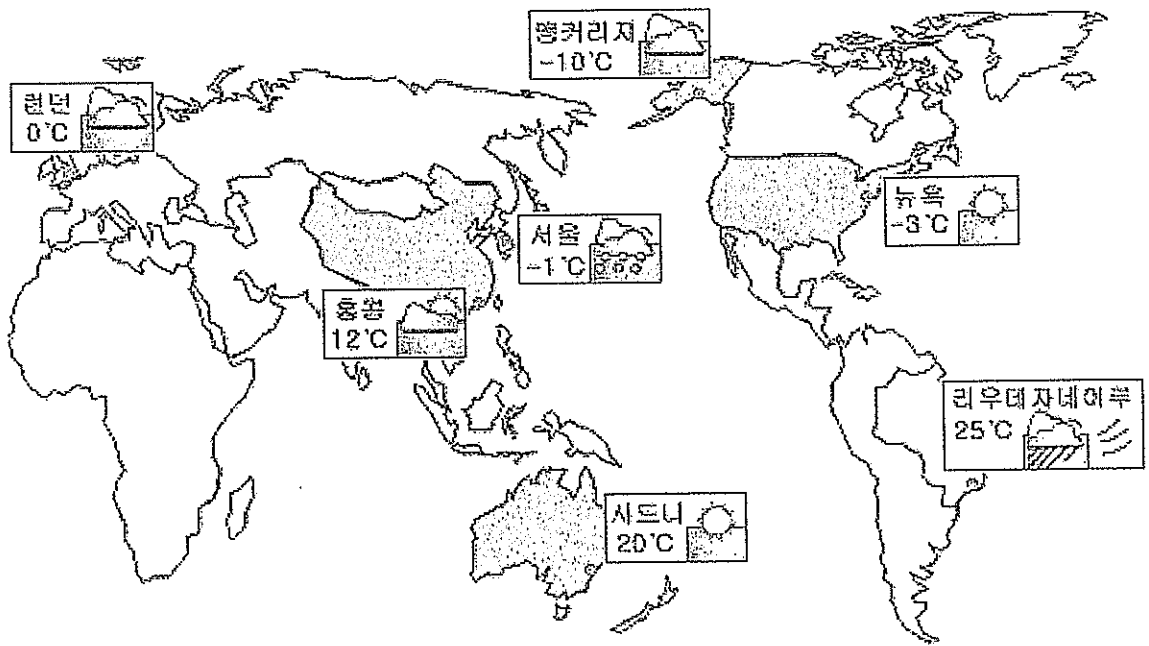 앵커리지
-10°C
런던
0°C
뉴욕
-3°C
서울
-1°C
홍콩
12°C
리우데자네이루
25°C
시드니
20°C